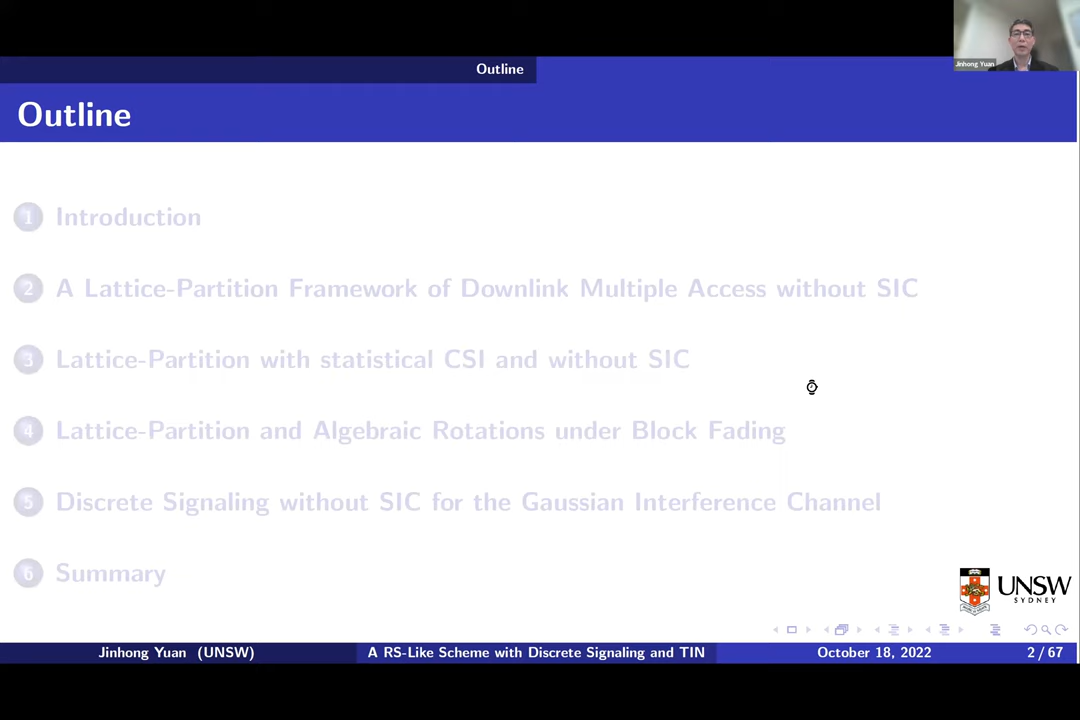 Jinhong Yuan
Outline
Outline
1 Introduction
2 A Lattice-Partition Framework of Downlink Multiple Access without SIC
3 Lattice-Partition with statistical CSI and without SIC
4 Lattice-Partition and Algebraic Rotations under Block Fading
5 Discrete Signaling without SIC for the Gaussian Interference Channel
6 Summary
UNSW
SYDNEY
Jinhong Yuan (UNSW) A RS-Like Scheme with Discrete Signaling and TIN October 18, 2022 2 / 67